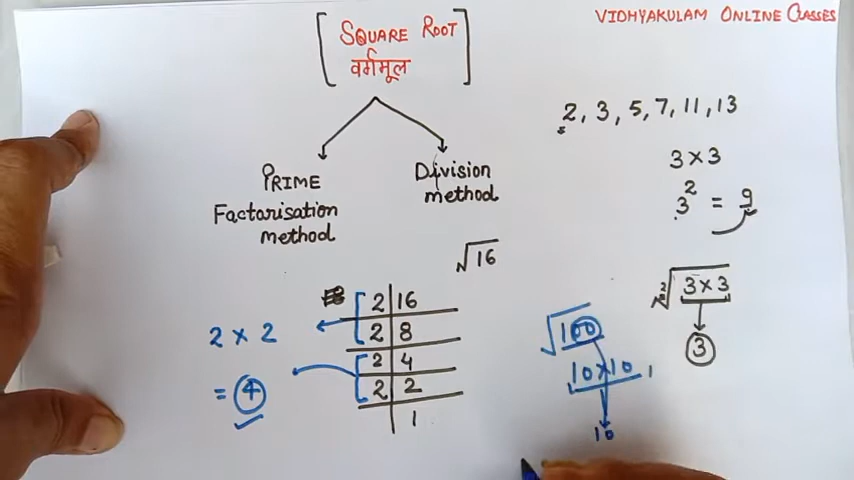 VIDHYAKULAM ONLINE CLASSES
[SQUARE ROOT
वर्गमूल]
PRIME
Factorisation
method
Division
method
2, 3, 5, 7, 11, 13
3×3
3² = 9
√16
2 | 16
2 | 8
2 | 4
2 | 2
1
2 × 2
= 4
√100
10×10
10
²√3×3
3